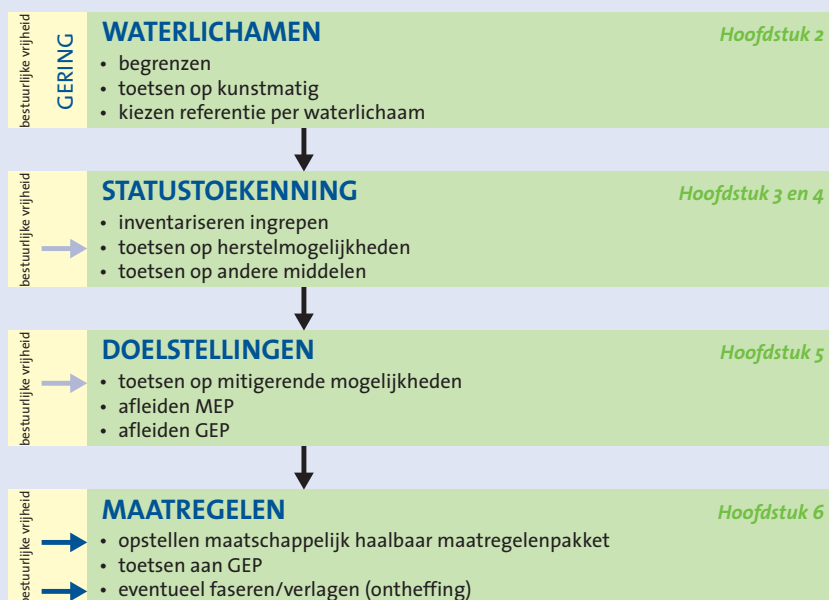 bestuurlijke vrijheid
GERING
WATERLICHAMEN
Hoofdstuk 2
• begrenzen
• toetsen op kunstmatig
• kiezen referentie per waterlichaam
bestuurlijke vrijheid
STATUSTOEKENNING
Hoofdstuk 3 en 4
• inventariseren ingrepen
• toetsen op herstelmogelijkheden
• toetsen op andere middelen
bestuurlijke vrijheid
DOELSTELLINGEN
Hoofdstuk 5
• toetsen op mitigerende mogelijkheden
• afleiden MEP
• afleiden GEP
bestuurlijke vrijheid
MAATREGELEN
Hoofdstuk 6
• opstellen maatschappelijk haalbaar maatregelenpakket
• toetsen aan GEP
• eventueel faseren/verlagen (ontheffing)